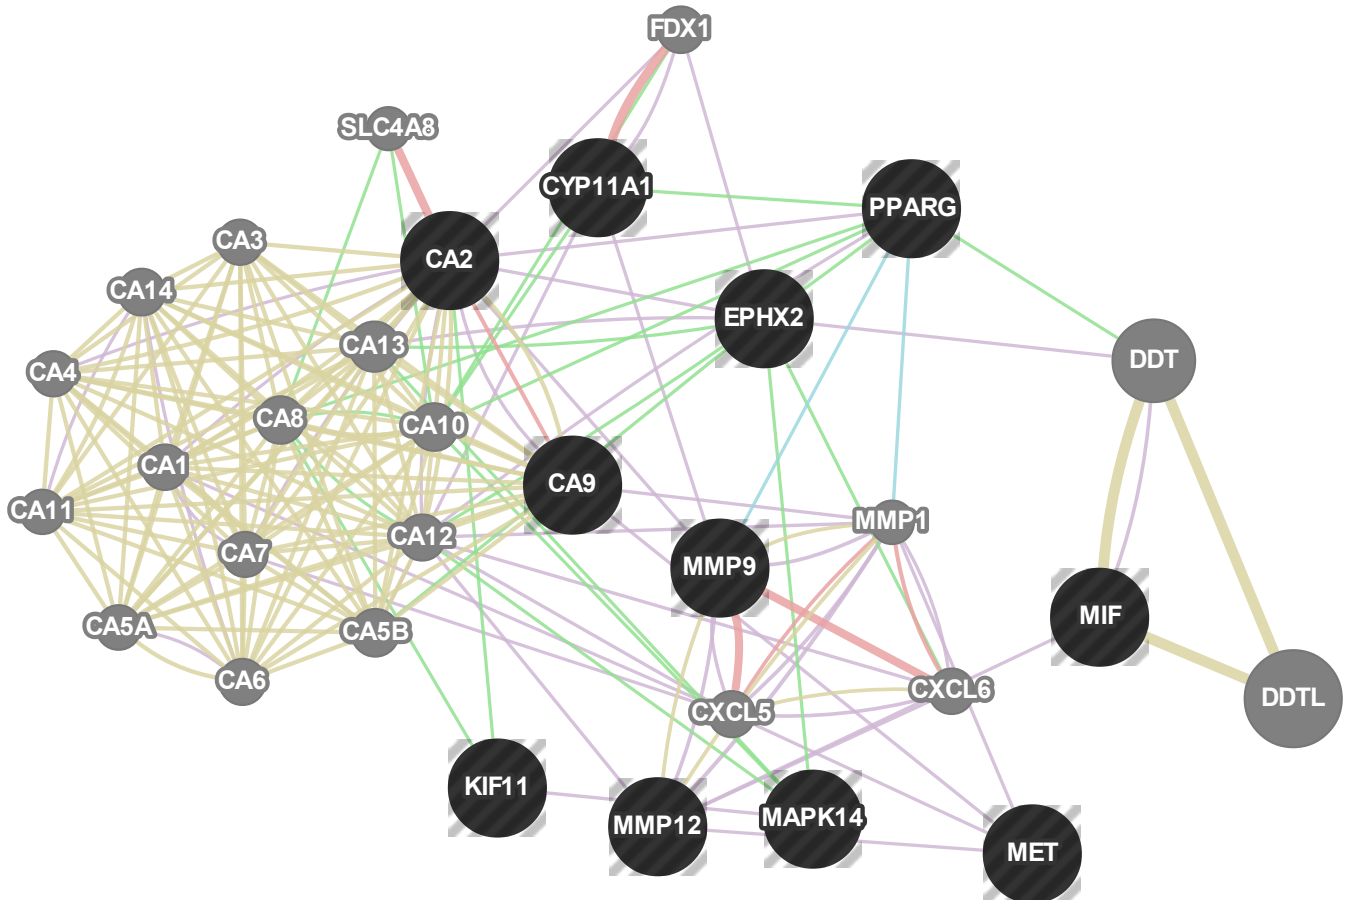 FDX1
SLC4A8
CYP11A1
PPARG
CA3
CA2
CA14
EPHX2
CA13
DDT
CA4
CA8
CA10
CA1
CA9
CA11
MMP1
CA12
CA7
MMP9
MIF
CA5A
CA5B
CA6
CXCL6
DDTL
CXCL5
KIF11
MAPK14
MMP12
MET